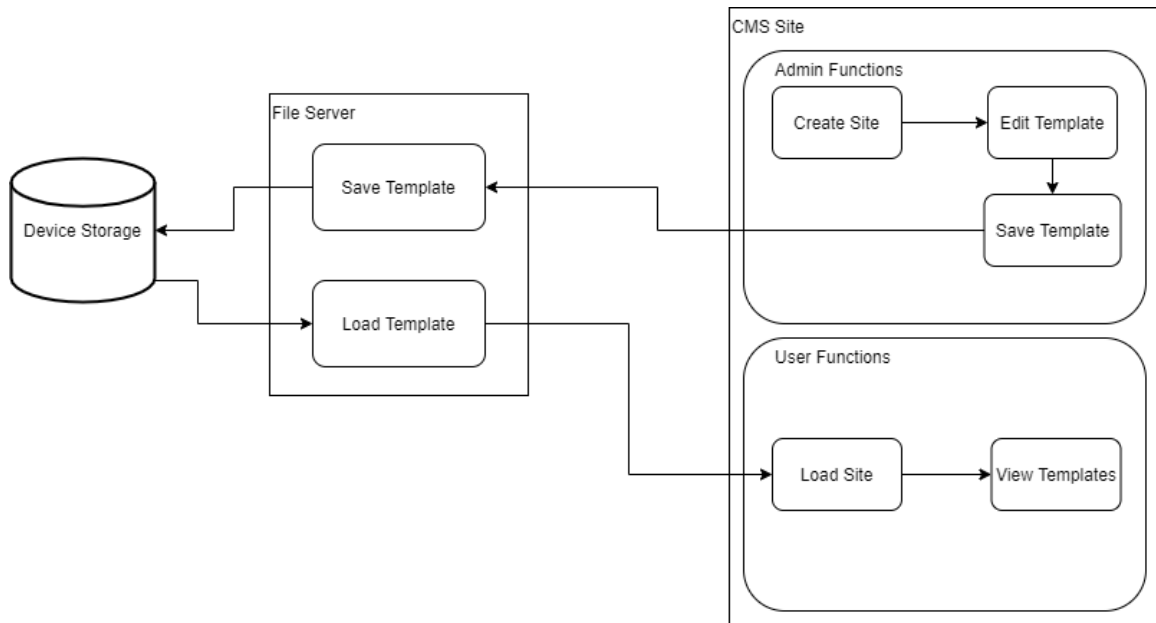 CMS Site
Admin Functions
Create Site
Edit Template
Save Template
File Server
Save Template
Load Template
Device Storage
User Functions
Load Site
View Templates